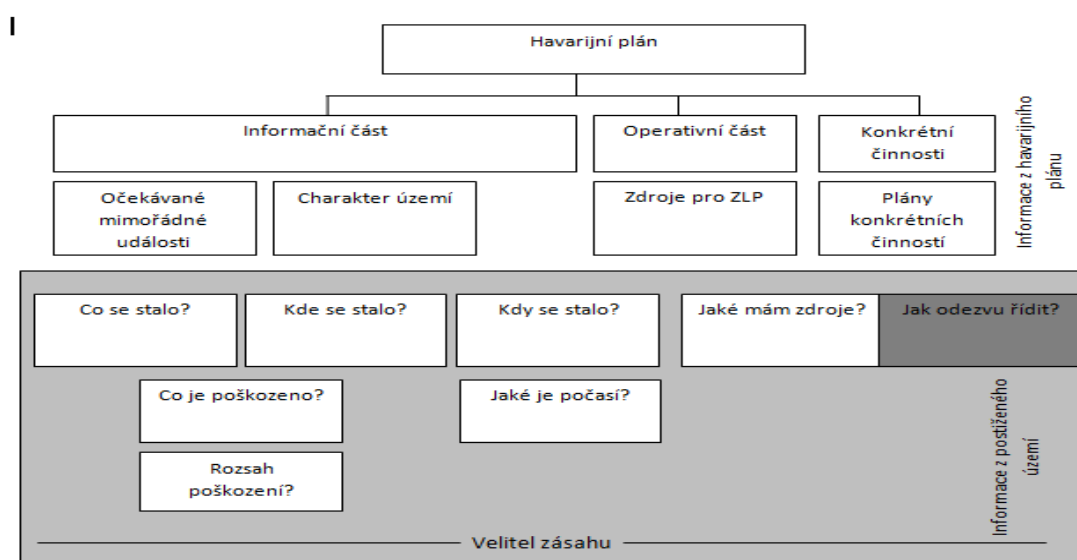 I
Havarijní plán
Informační část
Operativní část
Konkrétní
činnosti
Očekávané
mimořádné
události
Charakter území
Zdroje pro ZLP
Plány
konkrétních
činností
Informace z havarijního
plánu
Co se stalo?
Kde se stalo?
Kdy se stalo?
Jaké mám zdroje?
Jak odezvu řídit?
Co je poškozeno?
Jaké je počasí?
Rozsah
poškození?
Informace z postiženého
území
Velitel zásahu